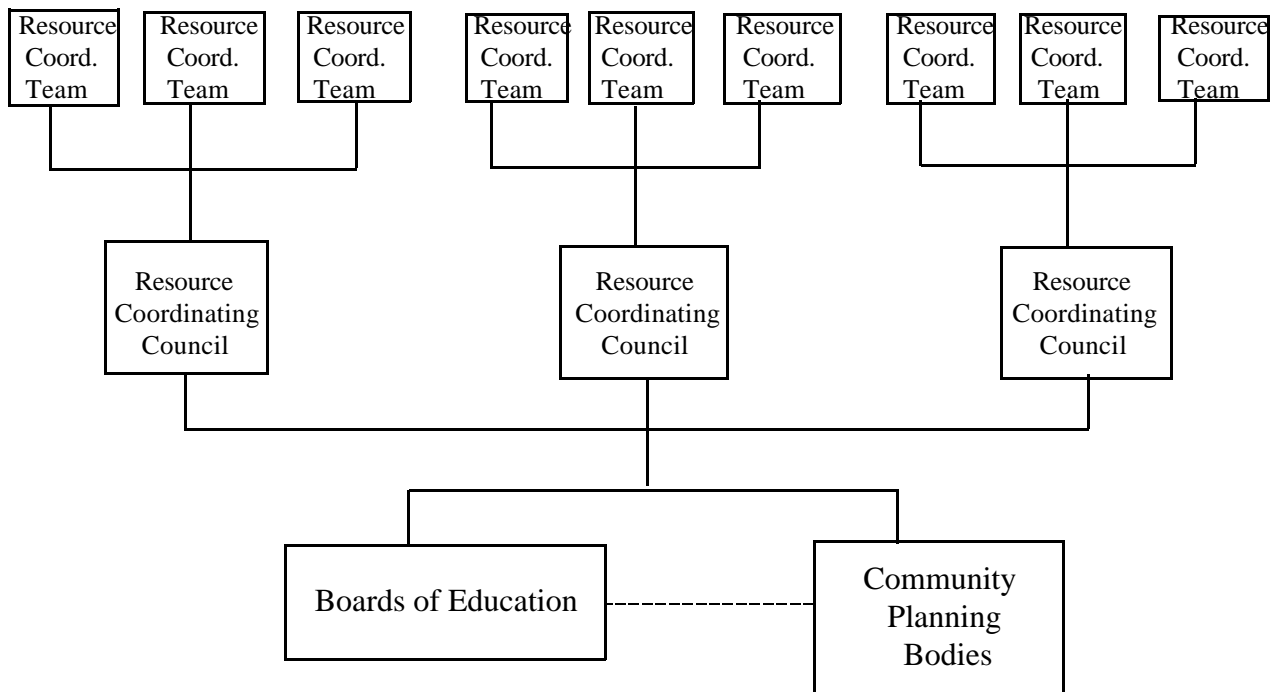 Resource
Coord.
Team
Resource
Coord.
Team
Resource
Coord.
Team
Resource
Coord.
Team
Resource
Coord.
Team
Resource
Coord.
Team
Resource
Coord.
Team
Resource
Coord.
Team
Resource
Coord.
Team
Resource
Coordinating
Council
Resource
Coordinating
Council
Resource
Coordinating
Council
Boards of Education
Community
Planning
Bodies